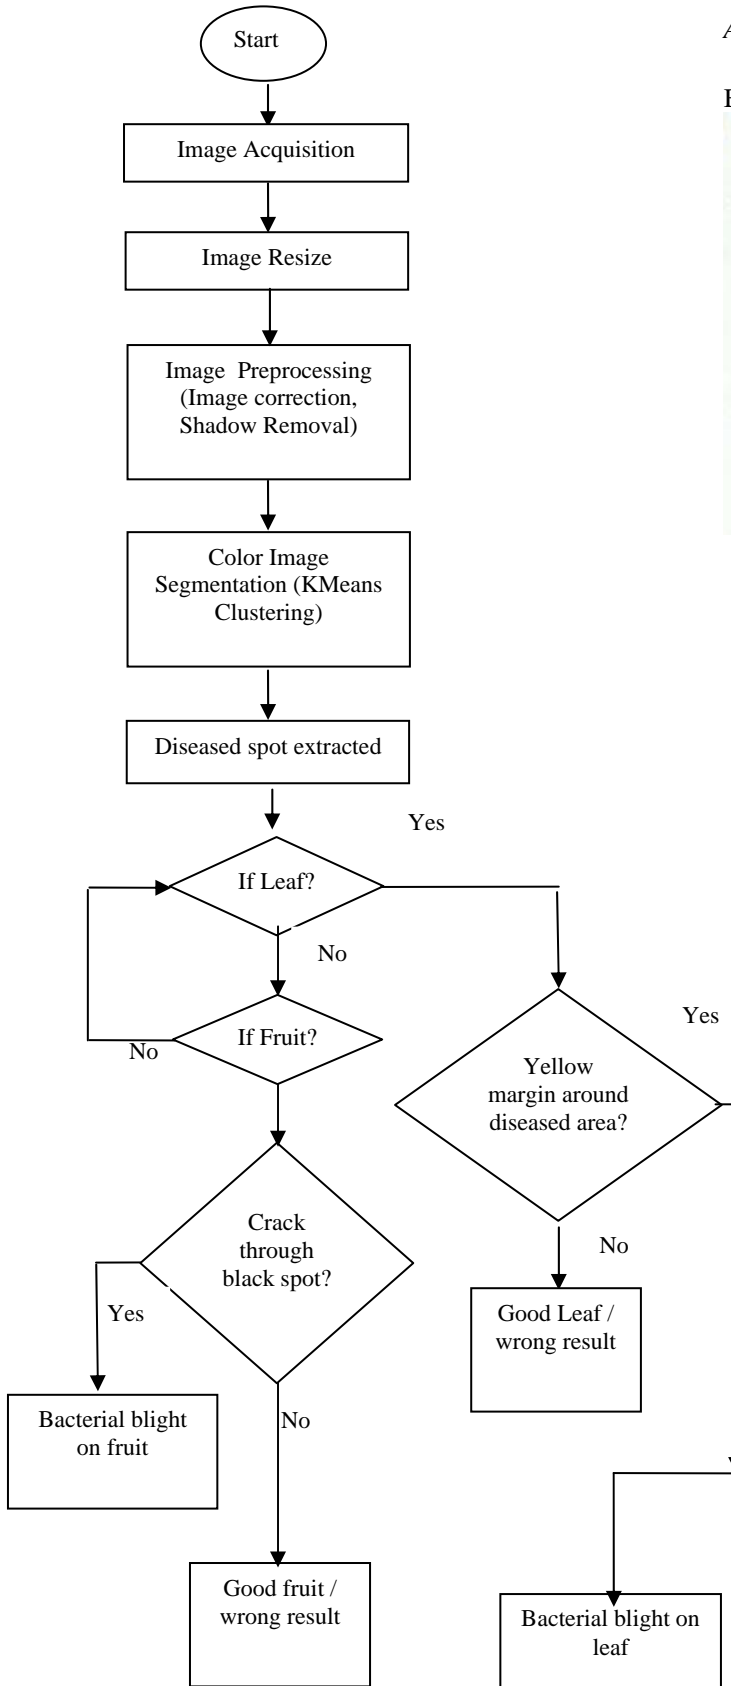 Start
Image Acquisition
Image Resize
Image Preprocessing
(Image correction,
Shadow Removal)
Color Image
Segmentation (KMeans
Clustering)
Diseased spot extracted
Yes
If Leaf?
No
If Fruit?
No
Yes
Yellow
margin around
diseased area?
Crack
through
black spot?
No
Yes
Good Leaf /
wrong result
Bacterial blight
on fruit
No
Good fruit /
wrong result
Bacterial blight on
leaf